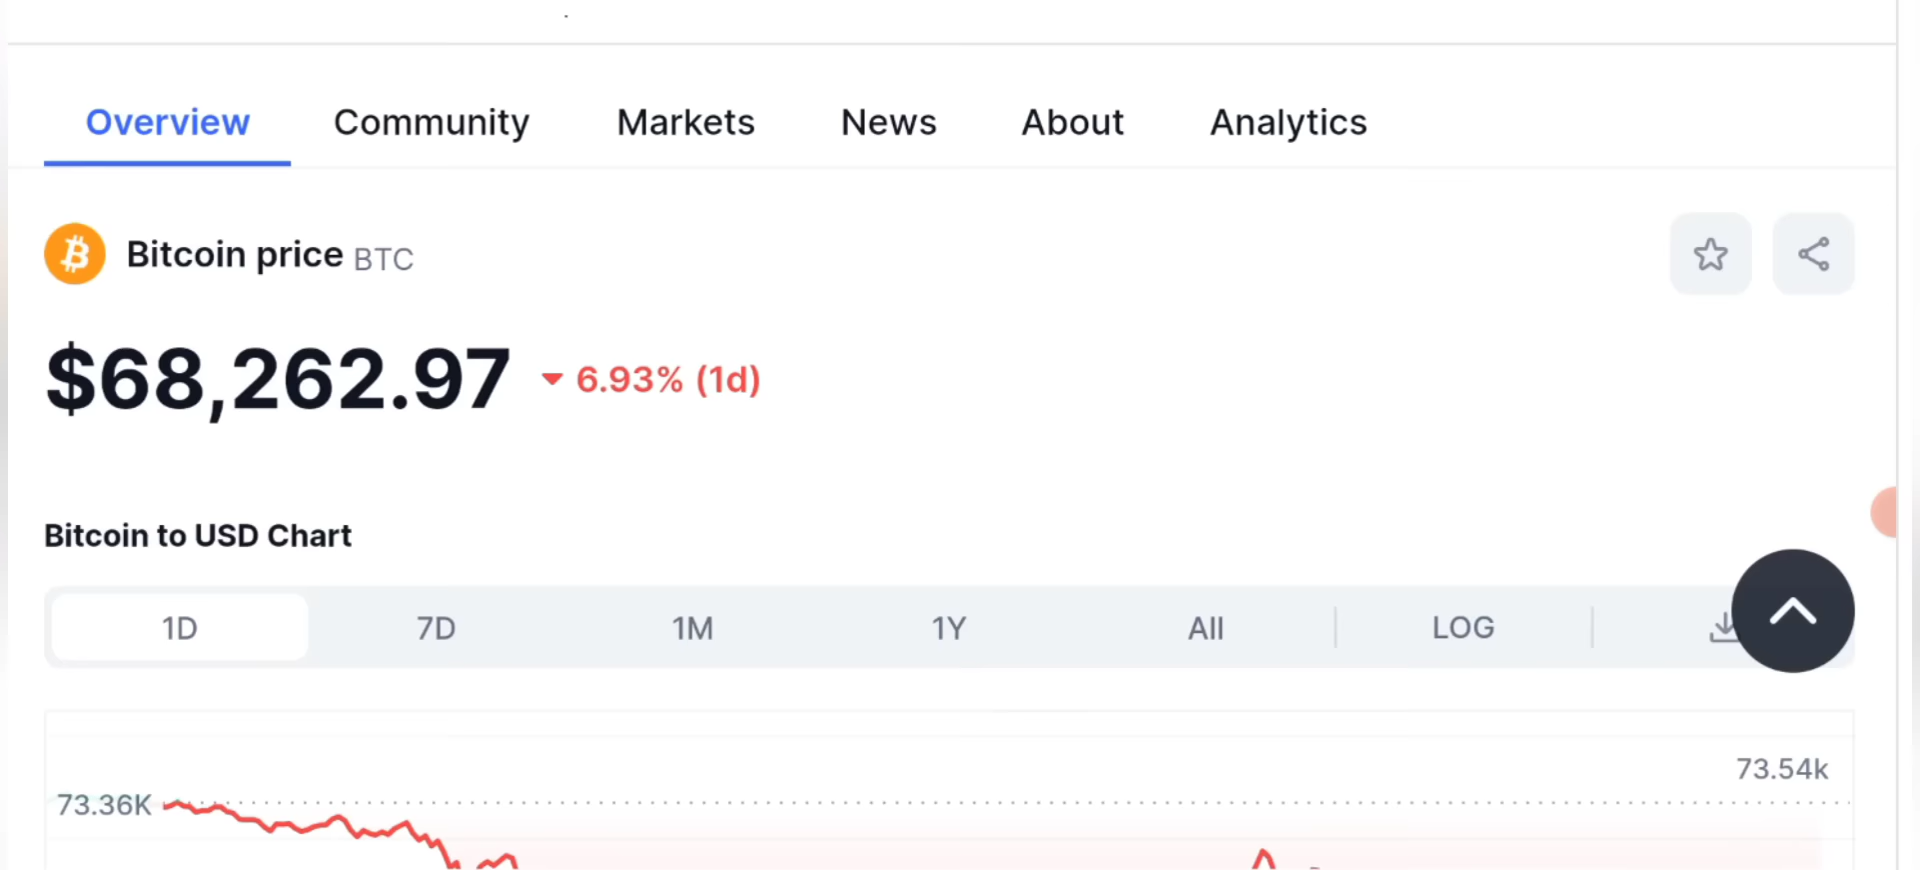 Overview Community Markets News About Analytics
Bitcoin price BTC
$68,262.97 6.93% (1d)
Bitcoin to USD Chart
1D 7D 1M 1Y All LOG
73.54k
73.36K